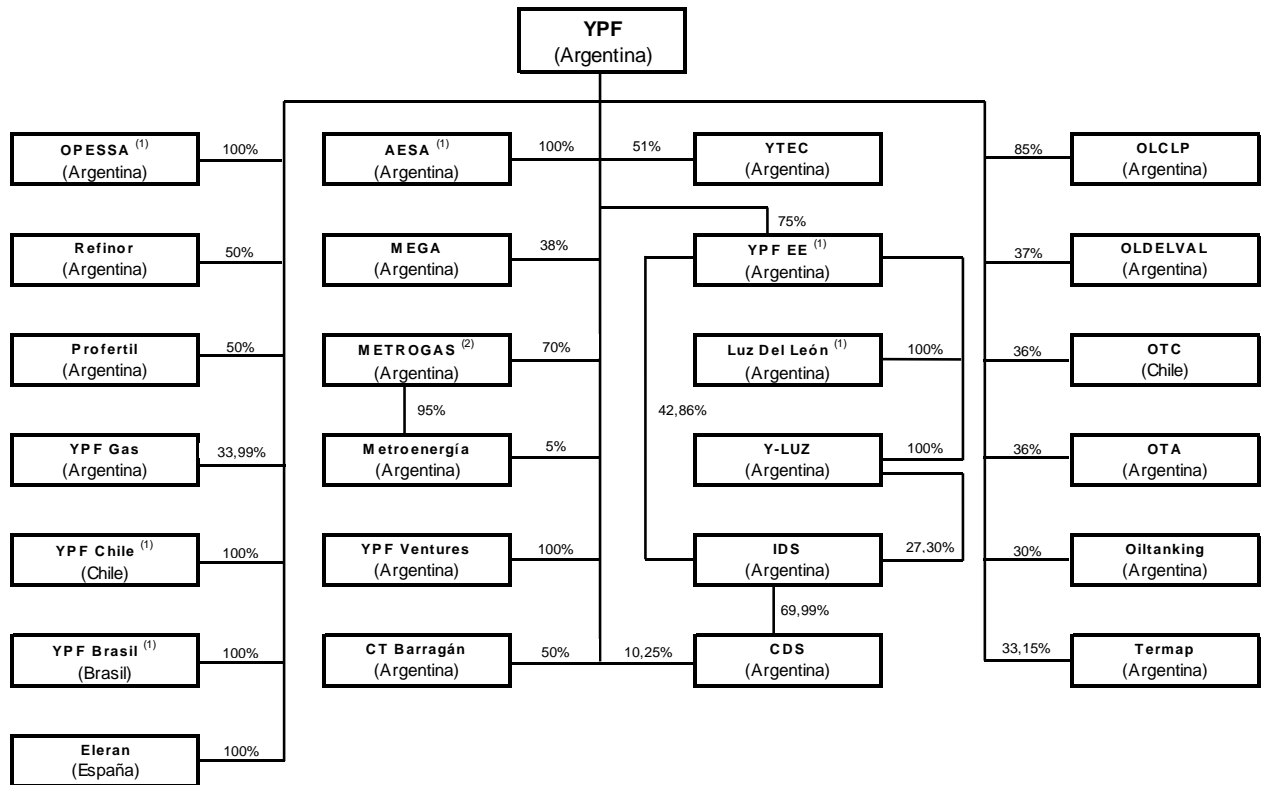 YPF
(Argentina)
OPESSA (1)
(Argentina)
100%
AESA (1)
(Argentina)
100%
51%
YTEC
(Argentina)
85%
OLCLP
(Argentina)
75%
Refinor
(Argentina)
50%
MEGA
(Argentina)
38%
YPF EE (1)
(Argentina)
37%
OLDELVAL
(Argentina)
Profertil
(Argentina)
50%
METROGAS (2)
(Argentina)
70%
Luz Del León (1)
(Argentina)
100%
36%
OTC
(Chile)
95%
42,86%
YPF Gas
(Argentina)
33,99%
Metroenergía
(Argentina)
5%
Y-LUZ
(Argentina)
100%
36%
OTA
(Argentina)
YPF Chile (1)
(Chile)
100%
YPF Ventures
(Argentina)
100%
IDS
(Argentina)
27,30%
30%
Oiltanking
(Argentina)
69,99%
YPF Brasil (1)
(Brasil)
100%
CT Barragán
(Argentina)
50%
10,25%
CDS
(Argentina)
33,15%
Termap
(Argentina)
Eleran
(España)
100%